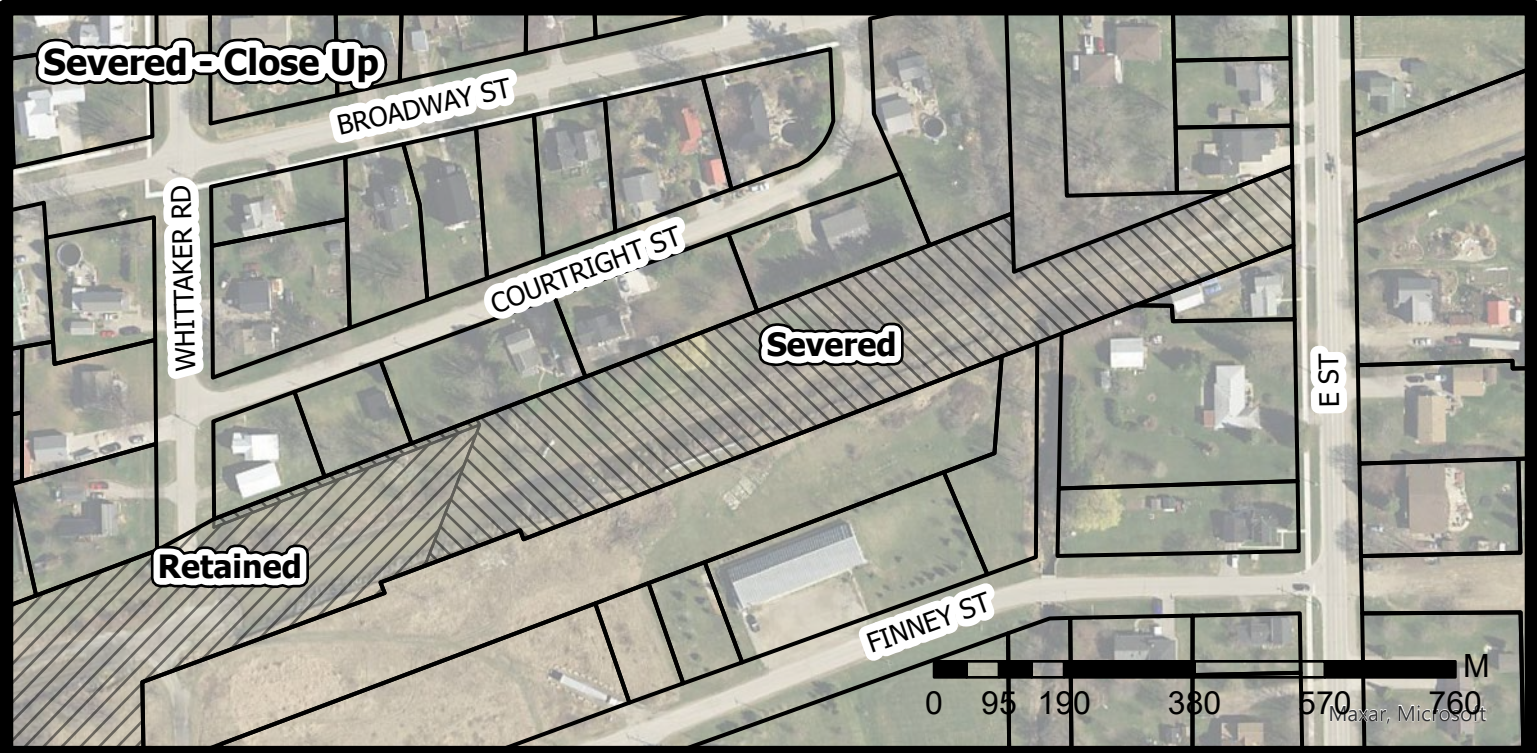 Severed - Close Up
BROADWAY ST
WHITTAKER RD
COURTRIGHT ST
Severed
E ST
Retained
FINNEY ST
M
0 95 190 380 570 760
Maxar, Microsoft